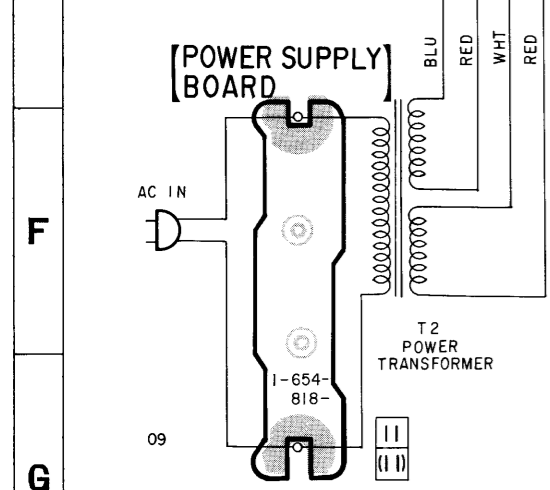 [POWER SUPPLY
BOARD]
BLU
RED
WHT
RED
AC IN
F
T2
POWER
TRANSFORMER
1-654-
818-
09
11
(11)
G